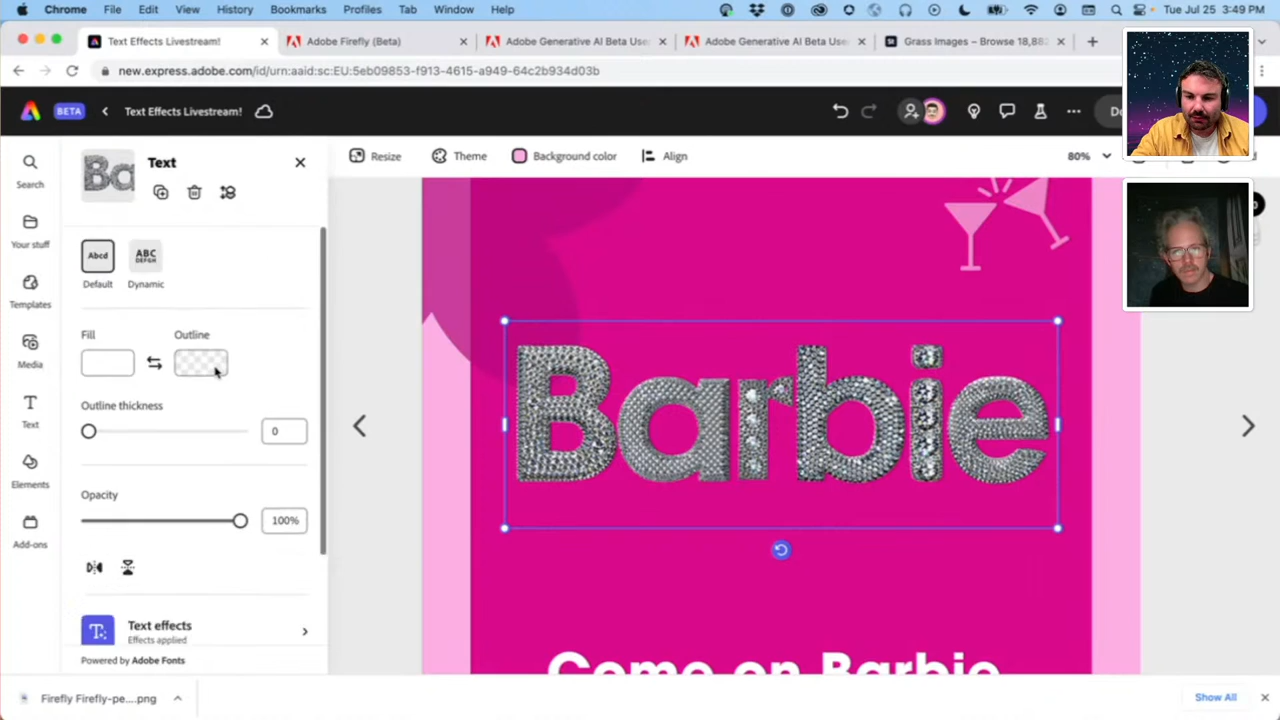 Chrome File Edit View History Bookmarks Profiles Tab Window Help Tue Jul 25 3:49 PM
Text Effects Livestream! Adobe Firefly (Beta) Adobe Generative AI Beta Use Adobe Generative AI Beta Use Grass Images – Browse 18,882
new.express.adobe.com/id/urn:aaid:sc:EU:5eb09853-f913-4615-a949-64c2b934d03b
BETA Text Effects Livestream!
Search
Your stuff
Templates
Media
Text
Elements
Add-ons
Ba Text
Abcd
Default
ABC
DEFGH
Dynamic
Fill Outline
Outline thickness
0
Opacity
100%
T Text effects
Effects applied
Powered by Adobe Fonts
Resize Theme Background color Align 80%
Barbie
Come on Barbie
Firefly Firefly-pe....png Show All